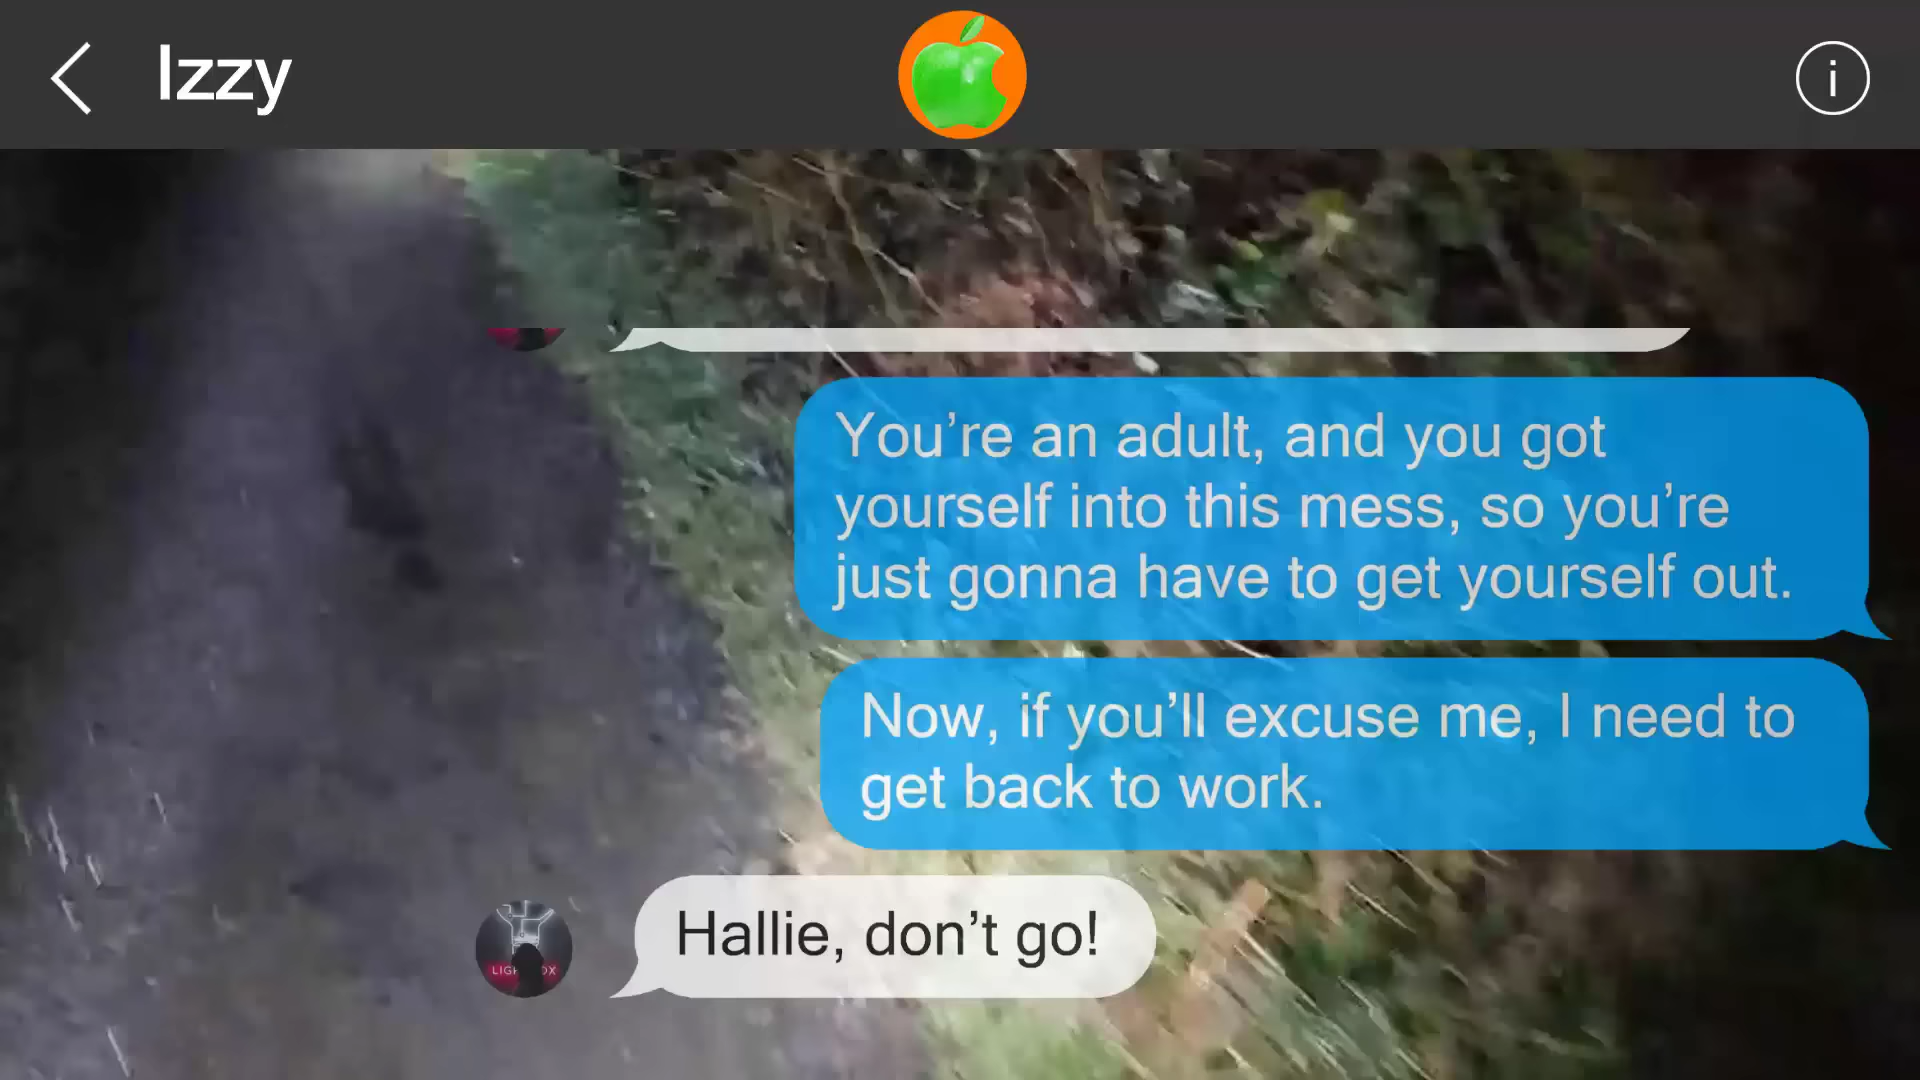 Izzy
i
You’re an adult, and you got
yourself into this mess, so you’re
just gonna have to get yourself out.
Now, if you’ll excuse me, I need to
get back to work.
Hallie, don’t go!